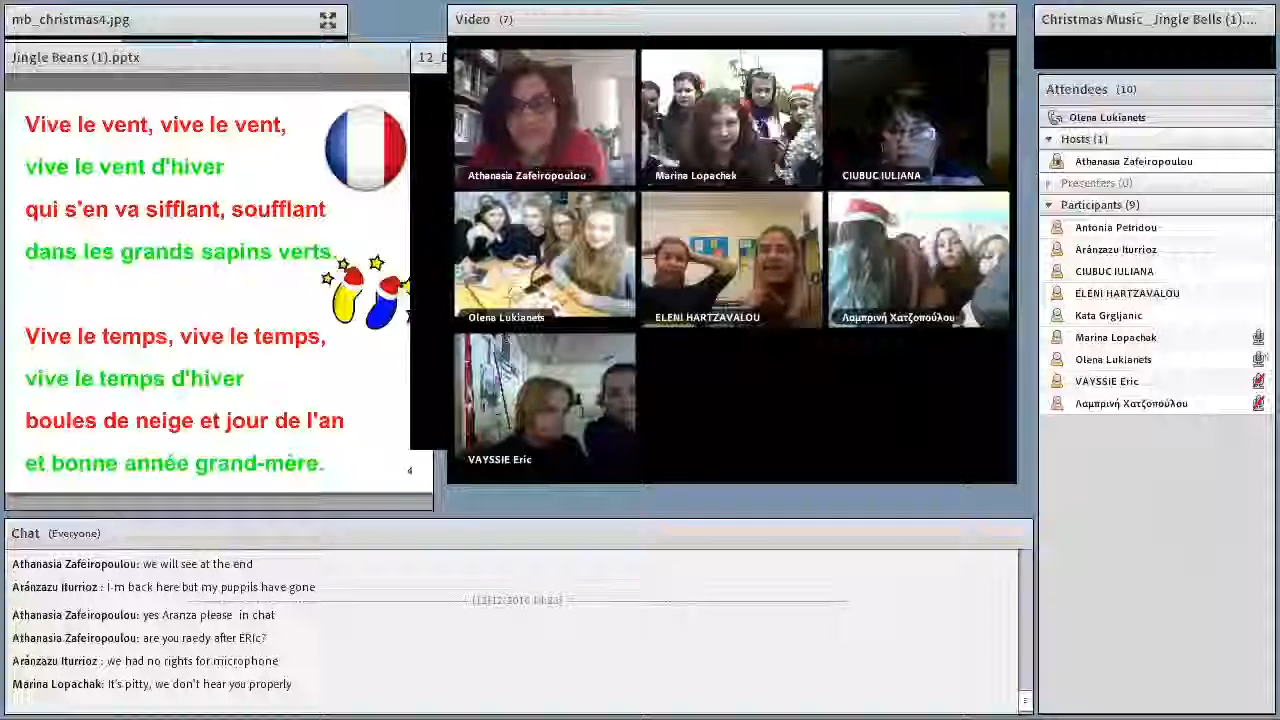 mb_christmas4.jpg
Jingle Beans (1).pptx
Vive le vent, vive le vent,
vive le vent d'hiver
qui s'en va sifflant, soufflant
dans les grands sapins verts.
Vive le temps, vive le temps,
vive le temps d'hiver
boules de neige et jour de l'an
et bonne année grand-mère.
4
12_
Video (7)
Athanasia Zafeiropoulou
Marina Lopachek
CIUBUC IULIANA
Olena Lukianets
ELENI HARTZAVALOU
Λαμπρινή Χατζοπούλου
VAYSSIE Eric
Christmas Music_ Jingle Bells (1)....
Attendees (10)
Olena Lukianets
Hosts (1)
Athanasia Zafeiropoulou
Presenters (0)
Participants (9)
Antonia Petridou
Aránzazu Iturrioz
CIUBUC IULIANA
ELENI HARTZAVALOU
Kata Grgljanic
Marina Lopachak
Olena Lukianets
VAYSSIE Eric
Λαμπρινή Χατζοπούλου
Chat (Everyone)
Athanasia Zafeiropoulou: we will see at the end
Aránzazu Iturrioz : I-m back here but my puppils have gone
Athanasia Zafeiropoulou: yes Aranza please in chat
Athanasia Zafeiropoulou: are you raedy after ERIc?
Aránzazu Iturrioz : we had no rights for microphone
Marina Lopachak: It's pitty, we don't hear you properly